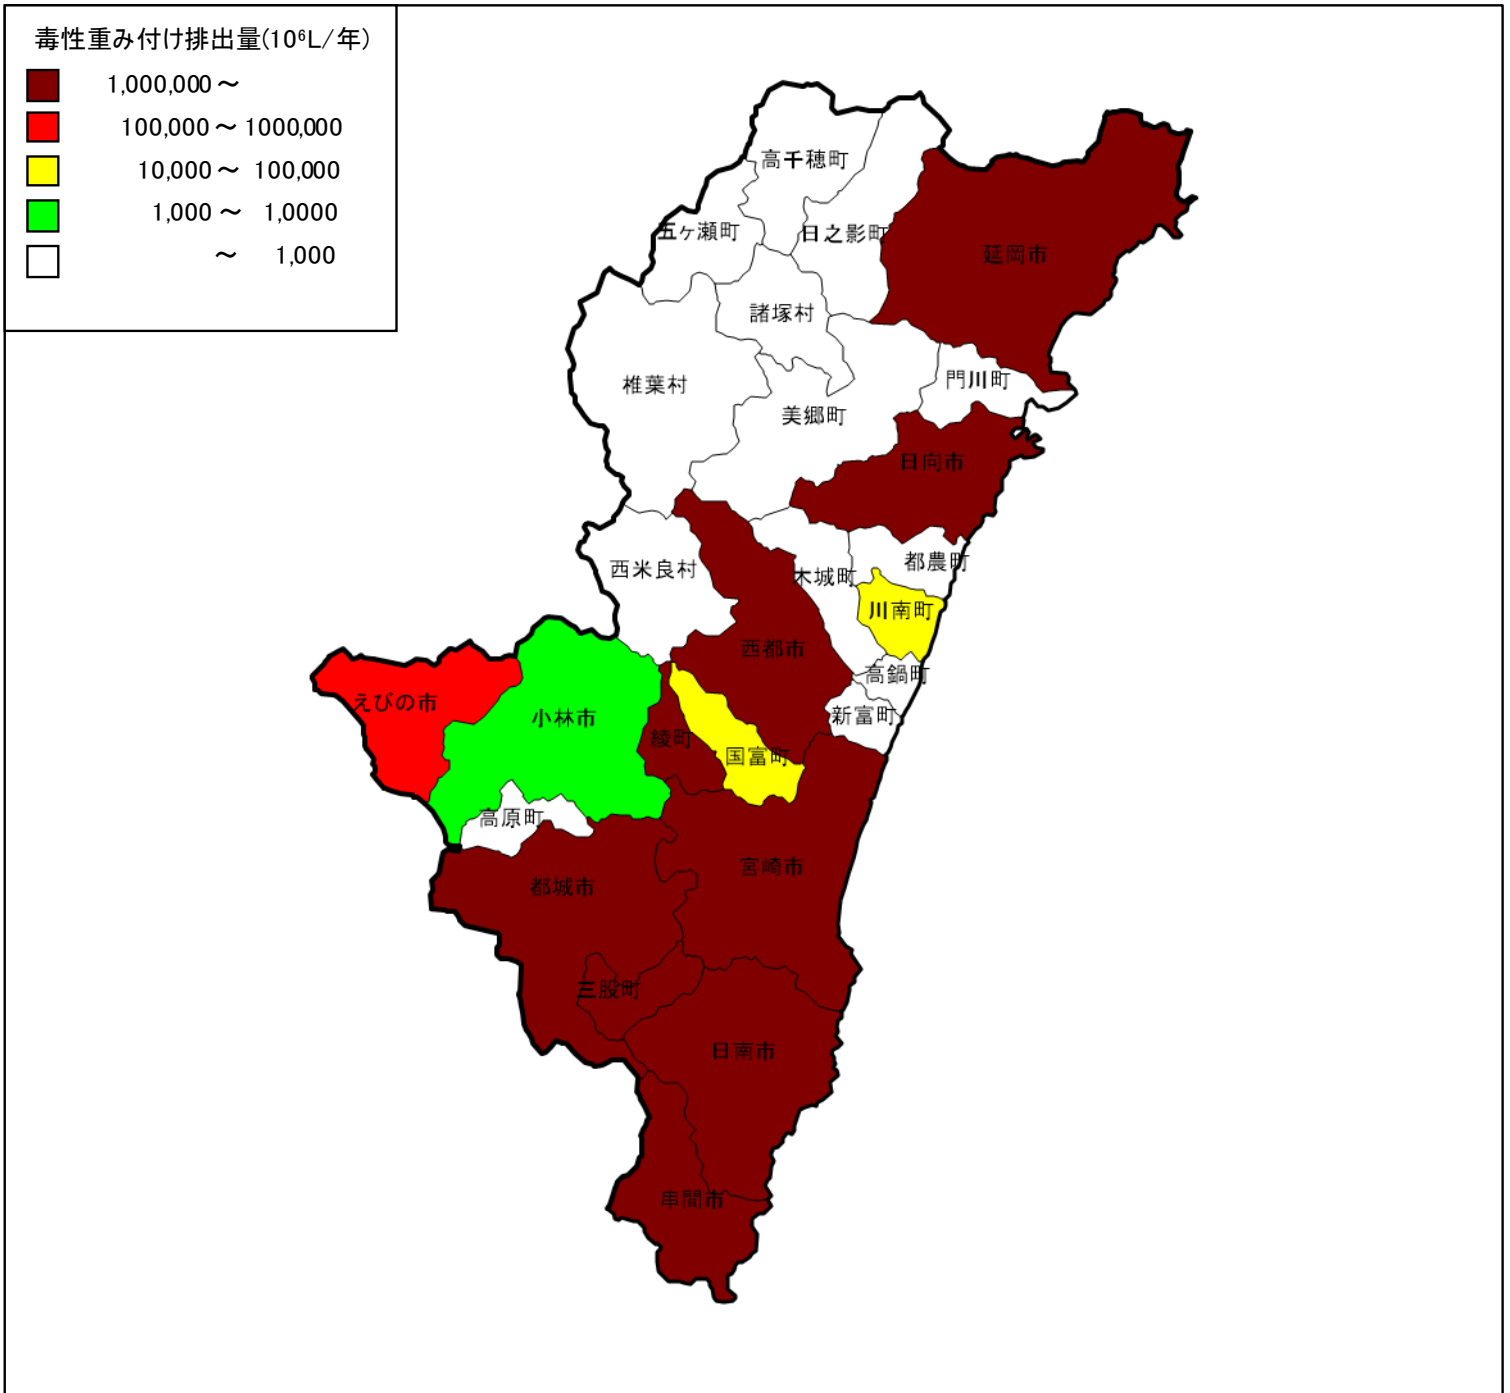 毒性重み付け排出量(10⁶L/年)
1,000,000～
100,000～1000,000
10,000～ 100,000
1,000～ 1,0000
～ 1,000
高千穂町
五ヶ瀬町
日之影町
延岡市
諸塚村
椎葉村
門川町
美郷町
日向市
西米良村
木城町
都農町
川南町
西都市
高鍋町
えびの市
小林市
新富町
綾町
国富町
高原町
宮崎市
都城市
三股町
日南市
串間市